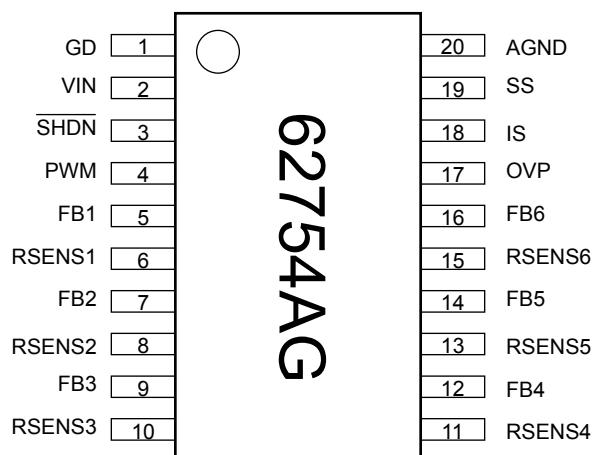 GD 1 20 AGND
VIN 2 19 SS
SHDN 3 18 IS
PWM 4 17 OVP
FB1 5 16 FB6
RSENS1 6 15 RSENS6
FB2 7 14 FB5
RSENS2 8 13 RSENS5
FB3 9 12 FB4
RSENS3 10 11 RSENS4
62754AG